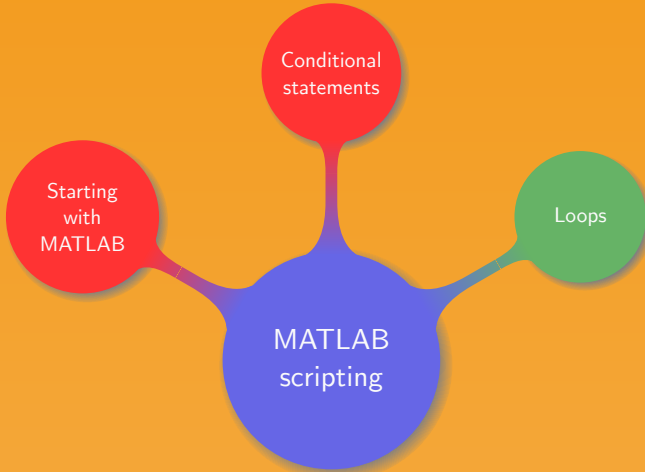 Conditional
statements
Starting
with
MATLAB
Loops
MATLAB
scripting